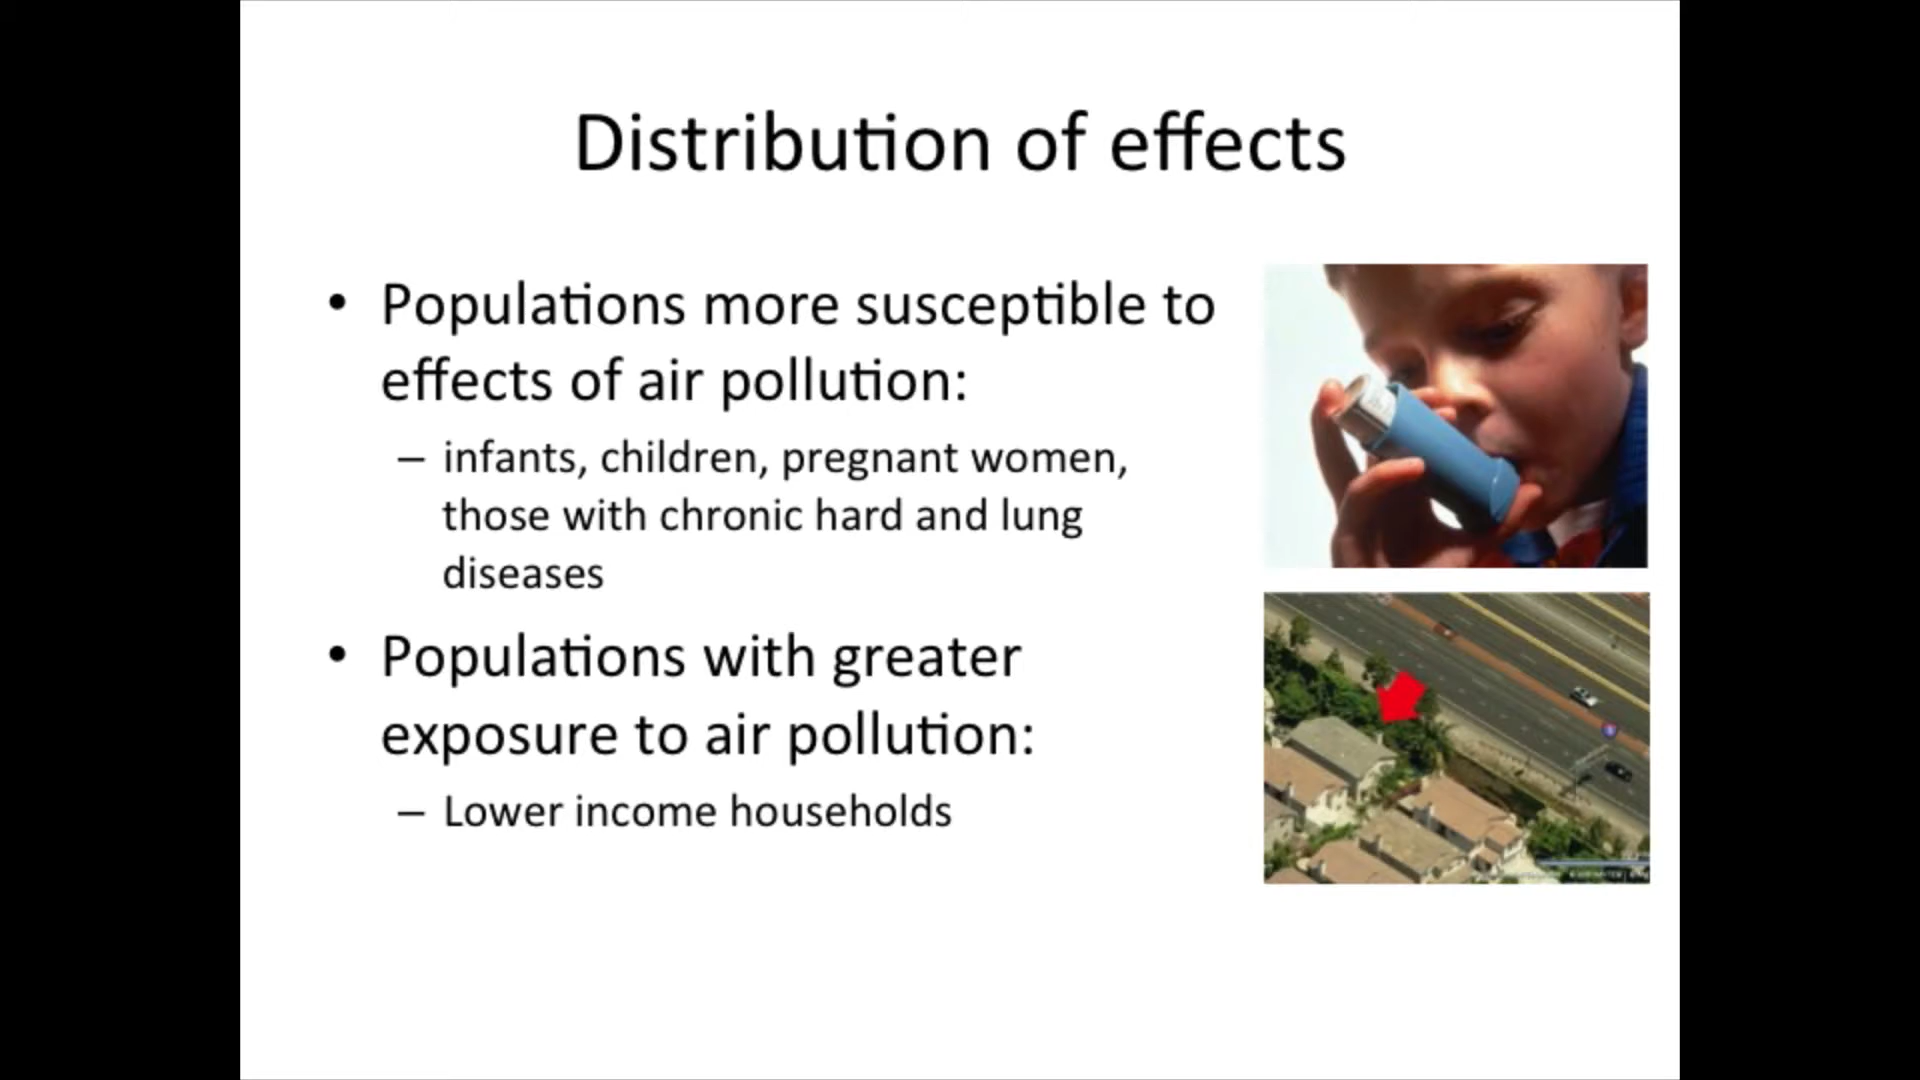 Distribution of effects
• Populations more susceptible to
effects of air pollution:
– infants, children, pregnant women,
those with chronic hard and lung
diseases
• Populations with greater
exposure to air pollution:
– Lower income households